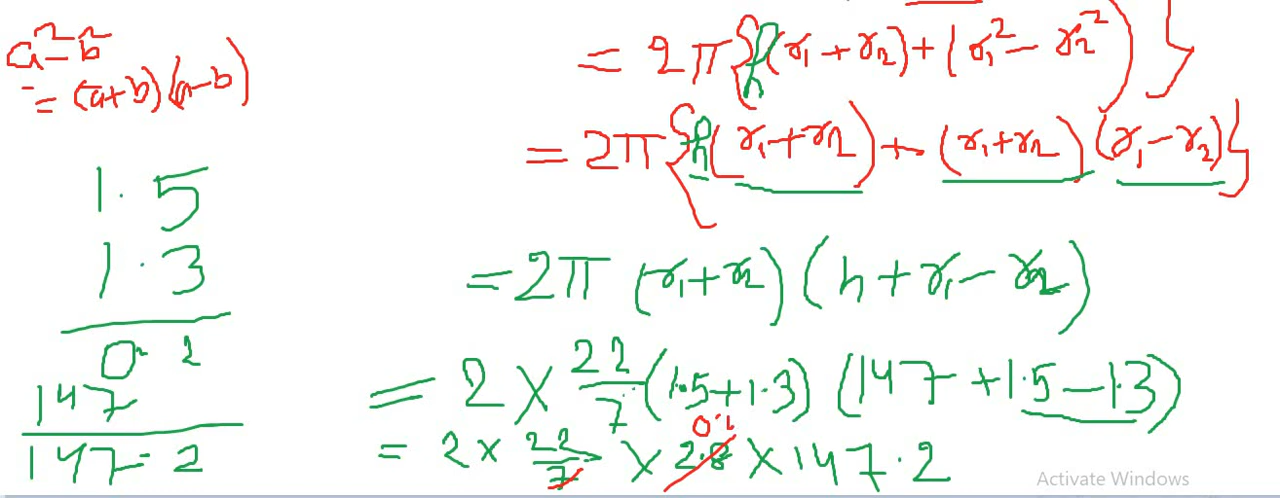 a² - b²
= (a+b)(a-b)
= 2π{h(r₁+r₂)+(r₁²-r₂²)}
= 2π{h(r₁+r₂)+(r₁+r₂)(r₁-r₂)}
= 2π(r₁+r₂)(h+r₁-r₂)
= 2 × 22/7 (1.5+1.3)(147+1.5-1.3)
= 2 × 22/7 × 2.8 × 147.2
1.5
1.3
0.2
147
147.2
Activate Windows